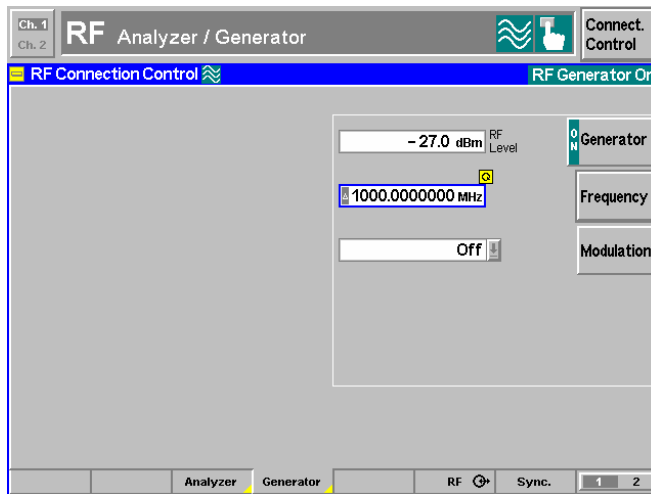 Ch. 1
Ch. 2
RF Analyzer / Generator
Connect.
Control
RF Connection Control
RF Generator On
- 27.0 dBm
RF
Level
ON
Generator
1000.0000000 MHz
Frequency
Off
Modulation
Analyzer
Generator
RF
Sync.
1 2